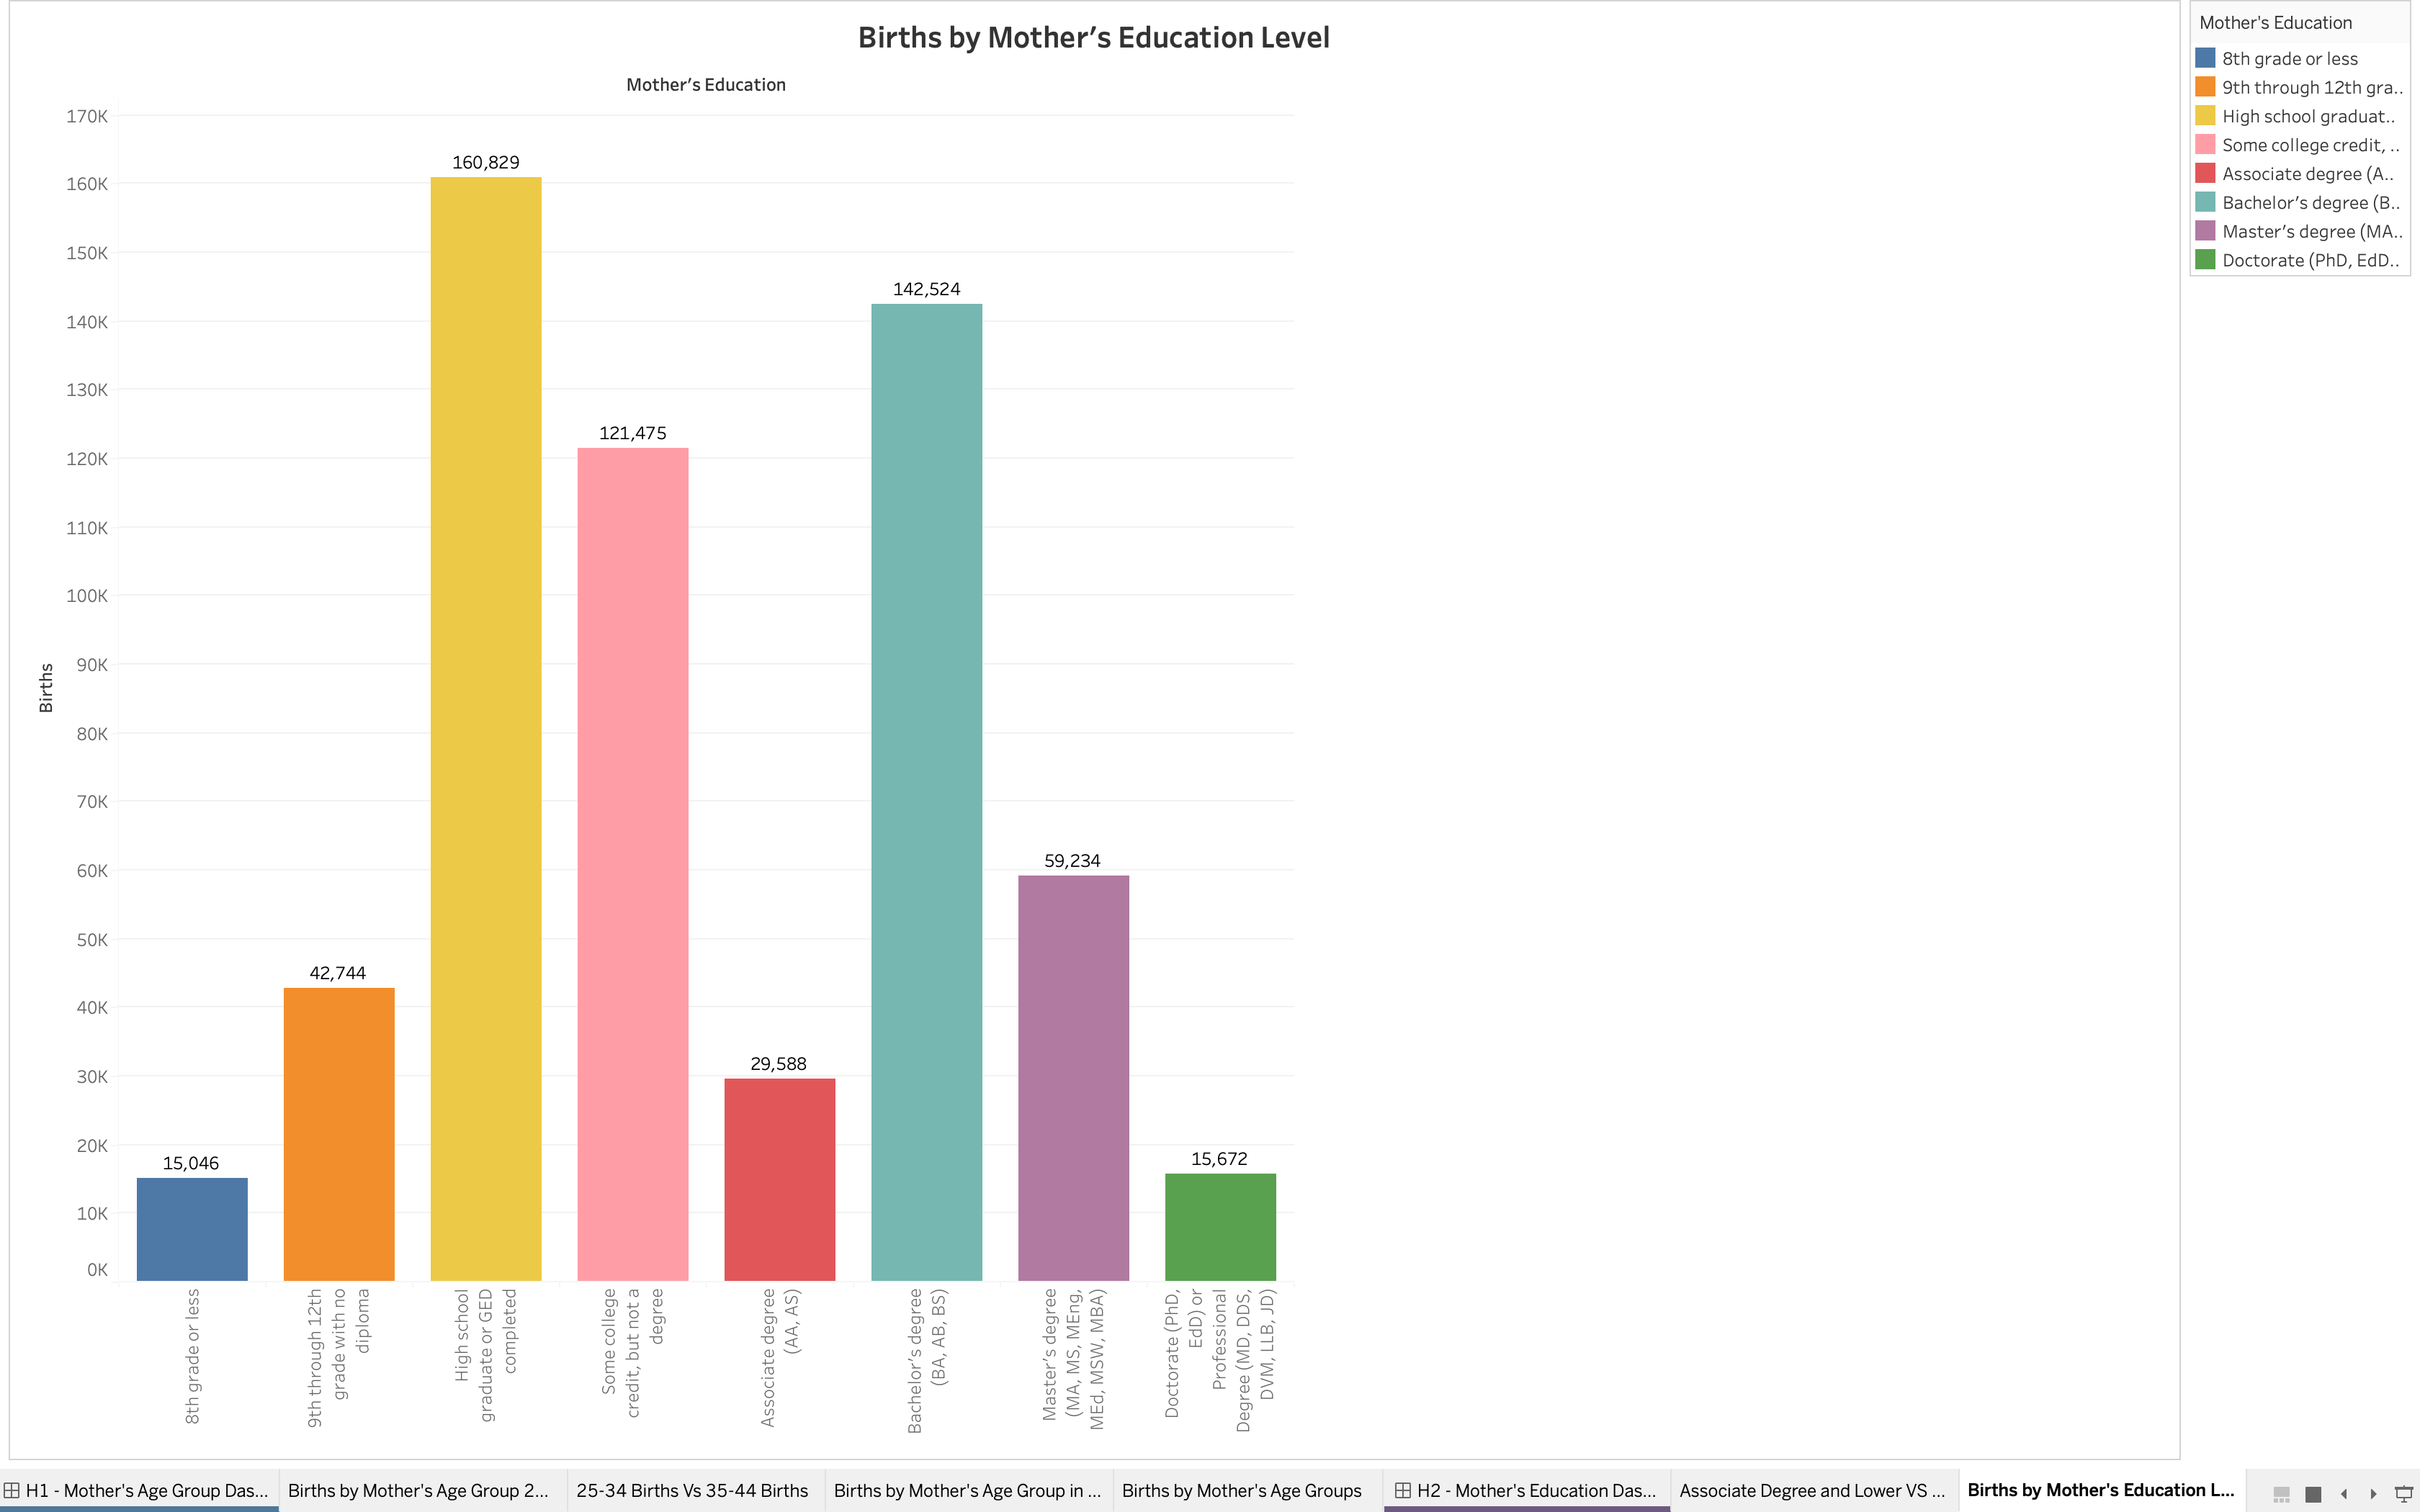 Births by Mother’s Education Level
Mother’s Education
Births
170K
160K
150K
140K
130K
120K
110K
100K
90K
80K
70K
60K
50K
40K
30K
20K
10K
0K
15,046
42,744
160,829
121,475
29,588
142,524
59,234
15,672
8th grade or less
9th through 12th
grade with no
diploma
High school
graduate or GED
completed
Some college
credit, but not a
degree
Associate degree
(AA, AS)
Bachelor’s degree
(BA, AB, BS)
Master’s degree
(MA, MS, MEng,
MEd, MSW, MBA)
Doctorate (PhD,
EdD) or
Professional
Degree (MD, DDS,
DVM, LLB, JD)
Mother's Education
8th grade or less
9th through 12th gra..
High school graduat..
Some college credit, ..
Associate degree (A..
Bachelor’s degree (B..
Master’s degree (MA..
Doctorate (PhD, EdD..
H1 - Mother's Age Group Das...
Births by Mother's Age Group 2...
25-34 Births Vs 35-44 Births
Births by Mother's Age Group in ...
Births by Mother's Age Groups
H2 - Mother's Education Das...
Associate Degree and Lower VS ...
Births by Mother's Education L...